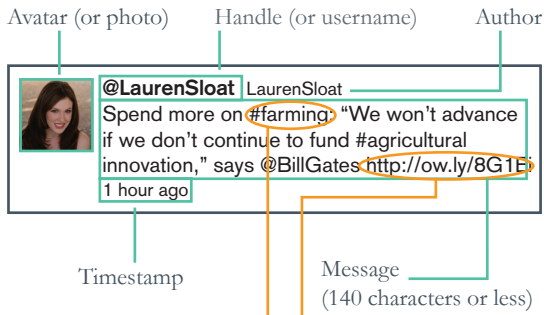 Avatar (or photo) Handle (or username) Author
@LaurenSloat LaurenSloat
Spend more on #farming: “We won’t advance
if we don’t continue to fund #agricultural
innovation,” says @BillGates http://ow.ly/8G1Ei
1 hour ago
Timestamp
Message
(140 characters or less)